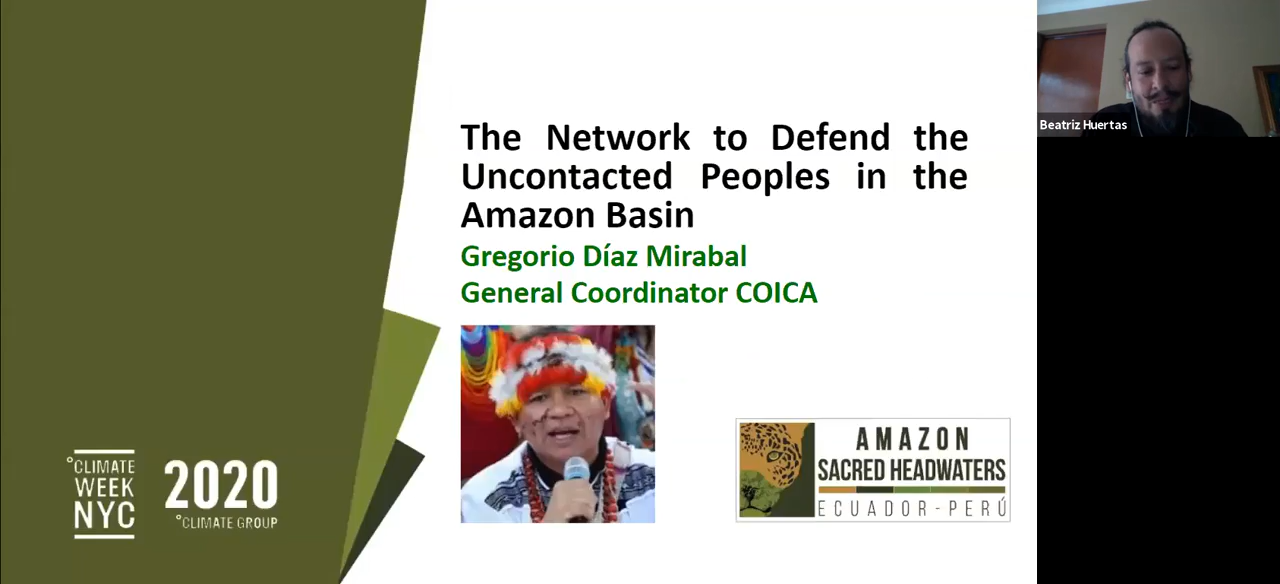 The Network to Defend the
Uncontacted Peoples in the
Amazon Basin
Gregorio Díaz Mirabal
General Coordinator COICA
°CLIMATE
WEEK
NYC
2020
°CLIMATE GROUP
AMAZON
SACRED HEADWATERS
ECUADOR-PERÚ
Beatriz Huertas